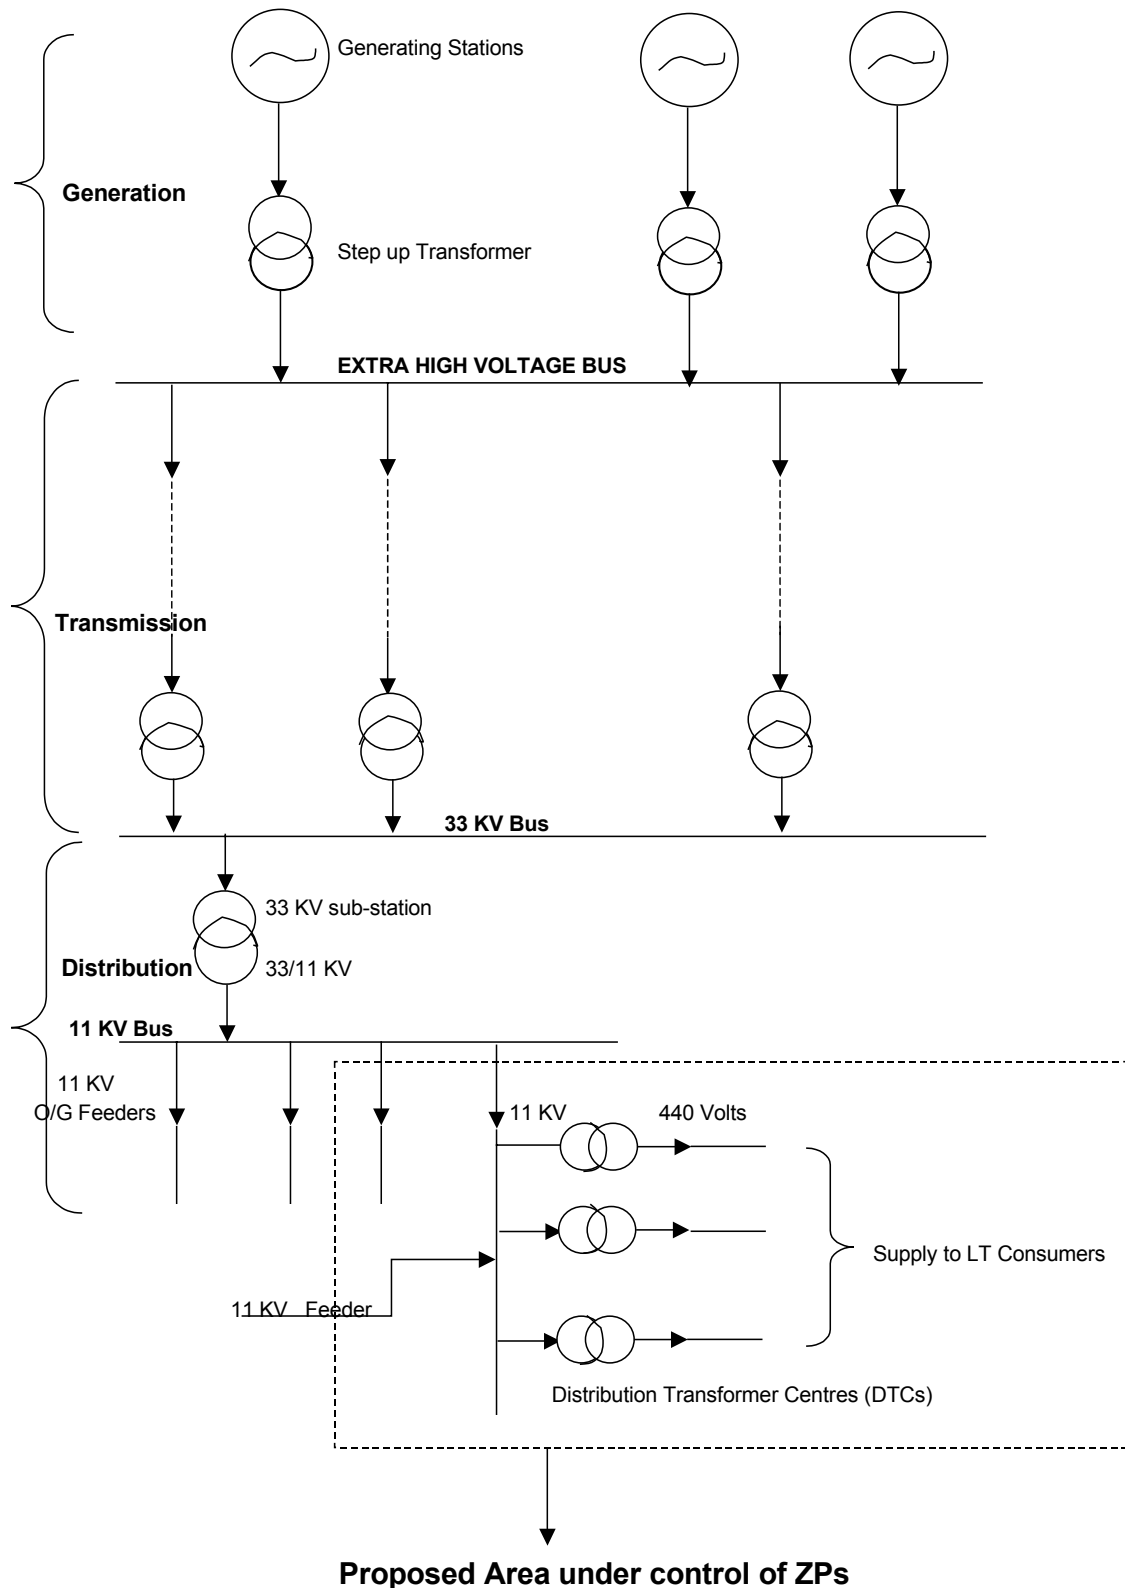 Generating Stations
Generation
Step up Transformer
EXTRA HIGH VOLTAGE BUS
Transmission
33 KV Bus
33 KV sub-station
Distribution
33/11 KV
11 KV Bus
11 KV
O/G Feeders
11 KV
440 Volts
Supply to LT Consumers
11 KV Feeder
Distribution Transformer Centres (DTCs)
Proposed Area under control of ZPs